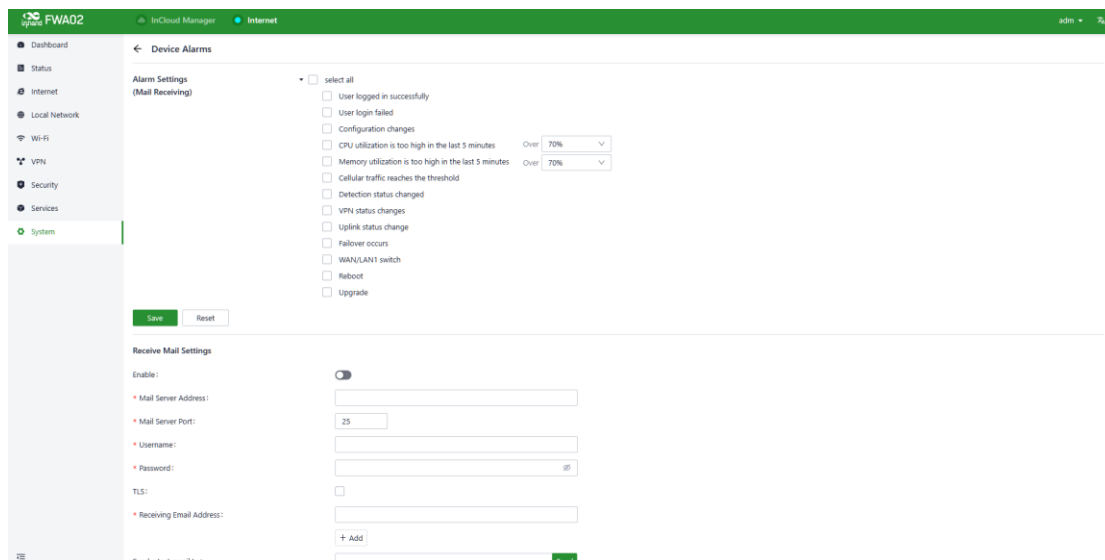 inhand FWA02
InCloud Manager
Internet
adm
Dashboard
Status
Internet
Local Network
Wi-Fi
VPN
Security
Services
System
Device Alarms
Alarm Settings
(Mail Receiving)
select all
User logged in successfully
User login failed
Configuration changes
CPU utilization is too high in the last 5 minutes Over 70%
Memory utilization is too high in the last 5 minutes Over 70%
Cellular traffic reaches the threshold
Detection status changed
VPN status changes
Uplink status change
Failover occurs
WAN/LAN1 switch
Reboot
Upgrade
Save Reset
Receive Mail Settings
Enable:
* Mail Server Address:
* Mail Server Port: 25
* Username:
* Password:
TLS:
* Receiving Email Address:
+ Add